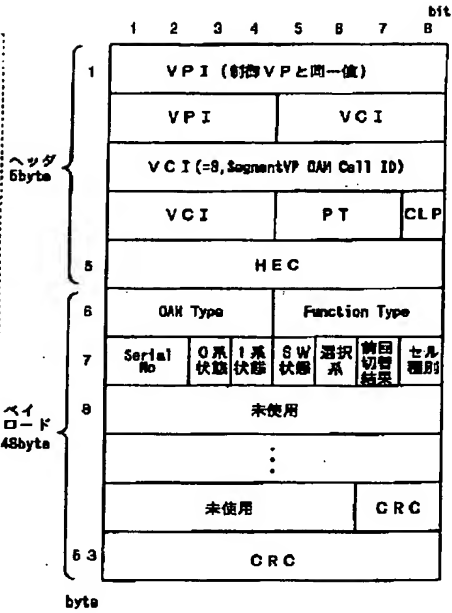 bit
1 2 3 4 5 6 7 8
1 VPI (制御VPと同一値)
VPI VCI
VCI(=3,SegmentVP OAM Cell ID)
VCI PT CLP
5 HEC
ヘッダ
5byte
6 OAM Type Function Type
7 Serial No 0系状態 1系状態 SW状態 選択系 前回切替結果 セル種別
8 未使用
⋮
未使用 CRC
53 CRC
ペイロード
48byte
byte